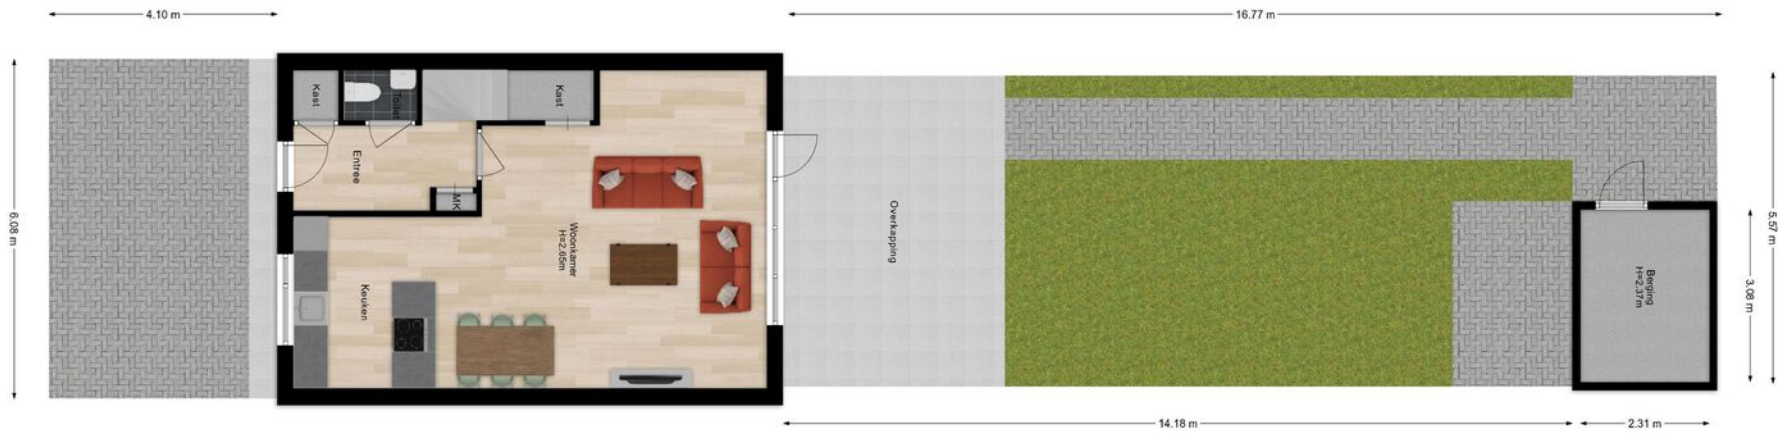 4.10 m
16.77 m
Kast
Toilet
Kast
Entree
MK
6.08 m
Woonkamer
H=2.65m
Overkapping
Keuken
Berging
H=2.37m
5.57 m
3.08 m
14.18 m
2.31 m